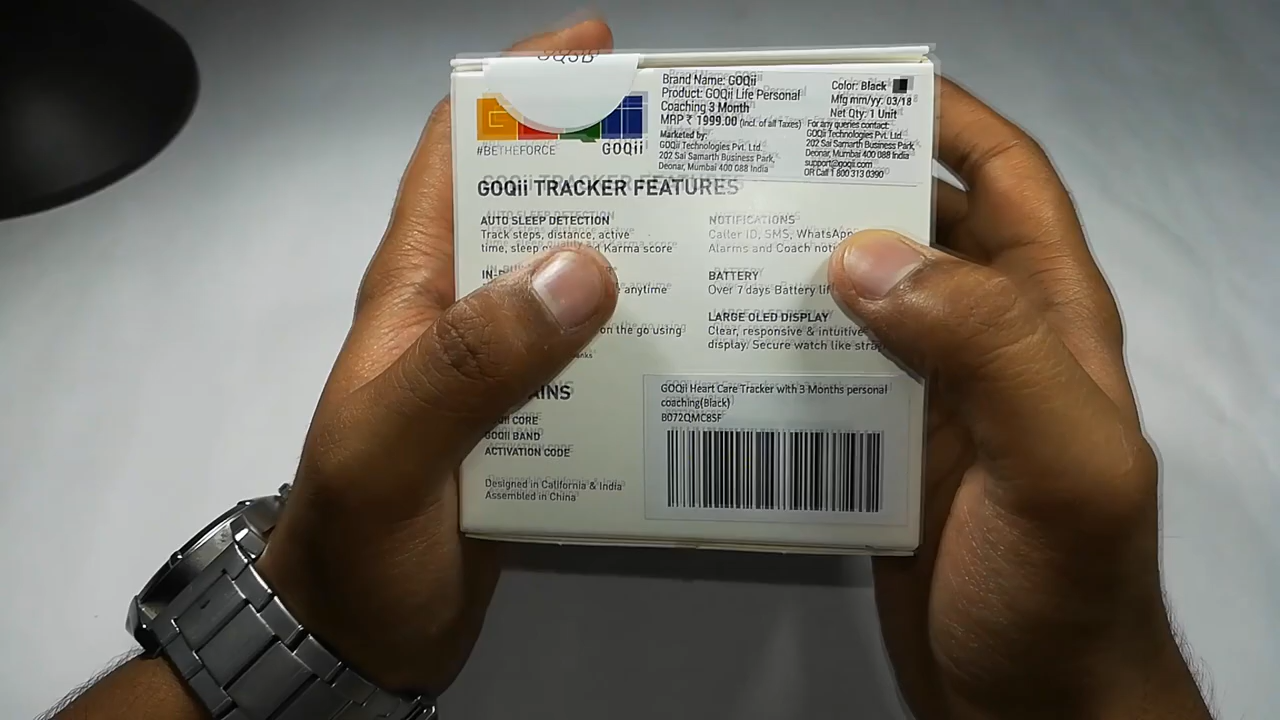 Brand Name: GOQii
Product: GOQii Life Personal
Coaching 3 Month
MRP ₹ 1999.00 (Incl. of all Taxes)
Marketed by:
GOQii Technologies Pvt. Ltd.
202 Sai Samarth Business Park,
Deonar, Mumbai 400 088 India
Color: Black
Mfg mm/yy: 03/18
Net Qty: 1 Unit
For any queries contact:
GOQii Technologies Pvt. Ltd.
202 Sai Samarth Business Park,
Deonar, Mumbai 400 088 India
support@goqii.com
OR Call 1 800 313 0390
#BETHEFORCE
GOQii
GOQii TRACKER FEATURES
AUTO SLEEP DETECTION
Track steps, distance, active
time, sleep quality and Karma score
anytime
on the go using
NOTIFICATIONS
Caller ID, SMS, WhatsApp
Alarms and Coach
BATTERY
Over 7 days Battery
LARGE OLED DISPLAY
Clear, responsive & intuitive
display. Secure watch like
GOQii CORE
GOQii BAND
ACTIVATION CODE
Designed in California & India
Assembled in China
GOQii Heart Care Tracker with 3 Months personal
coaching(Black)
B072QMC8SF